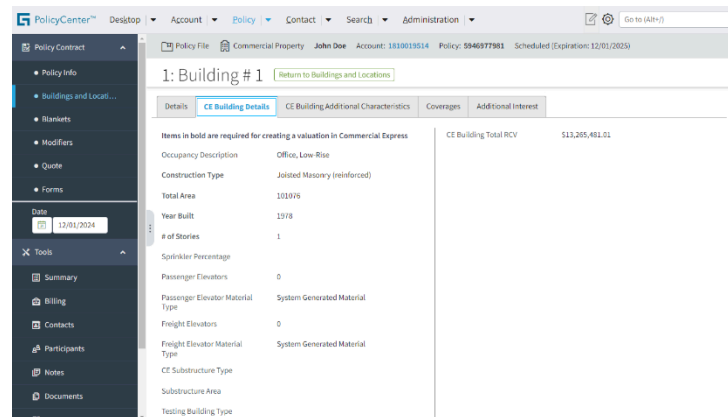 PolicyCenter™ Desktop Account Policy Contact Search Administration Go to (Alt+/)
Policy Contract
Policy Info
Buildings and Locati...
Blankets
Modifiers
Quote
Forms
Date
12/01/2024
Tools
Summary
Billing
Contacts
Participants
Notes
Documents
Policy File Commercial Property John Doe Account: 1810019514 Policy: 5946977981 Scheduled (Expiration: 12/01/2025)
1: Building # 1 Return to Buildings and Locations
Details CE Building Details CE Building Additional Characteristics Coverages Additional Interest
Items in bold are required for creating a valuation in Commercial Express
Occupancy Description Office, Low-Rise
Construction Type Joisted Masonry (reinforced)
Total Area 101076
Year Built 1978
# of Stories 1
Sprinkler Percentage
Passenger Elevators 0
Passenger Elevator Material System Generated Material
Type
Freight Elevators 0
Freight Elevator Material System Generated Material
Type
CE Substructure Type
Substructure Area
Testing Building Type
CE Building Total RCV $13,265,481.01